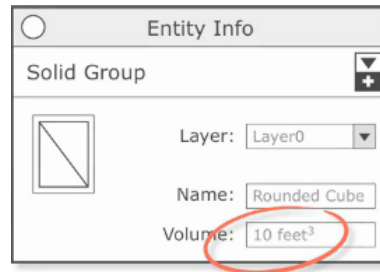 Entity Info
Solid Group
Layer: Layer0
Name: Rounded Cube
Volume: 10 feet³